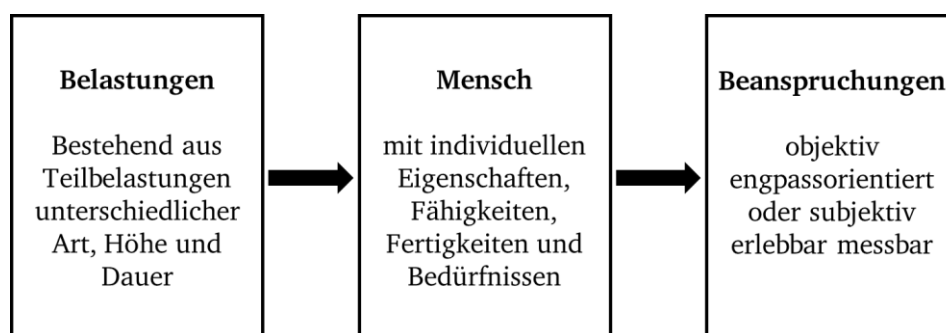 Belastungen
Bestehend aus
Teilbelastungen
unterschiedlicher
Art, Höhe und
Dauer
Mensch
mit individuellen
Eigenschaften,
Fähigkeiten,
Fertigkeiten und
Bedürfnissen
Beanspruchungen
objektiv
engpassorientiert
oder subjektiv
erlebbar messbar